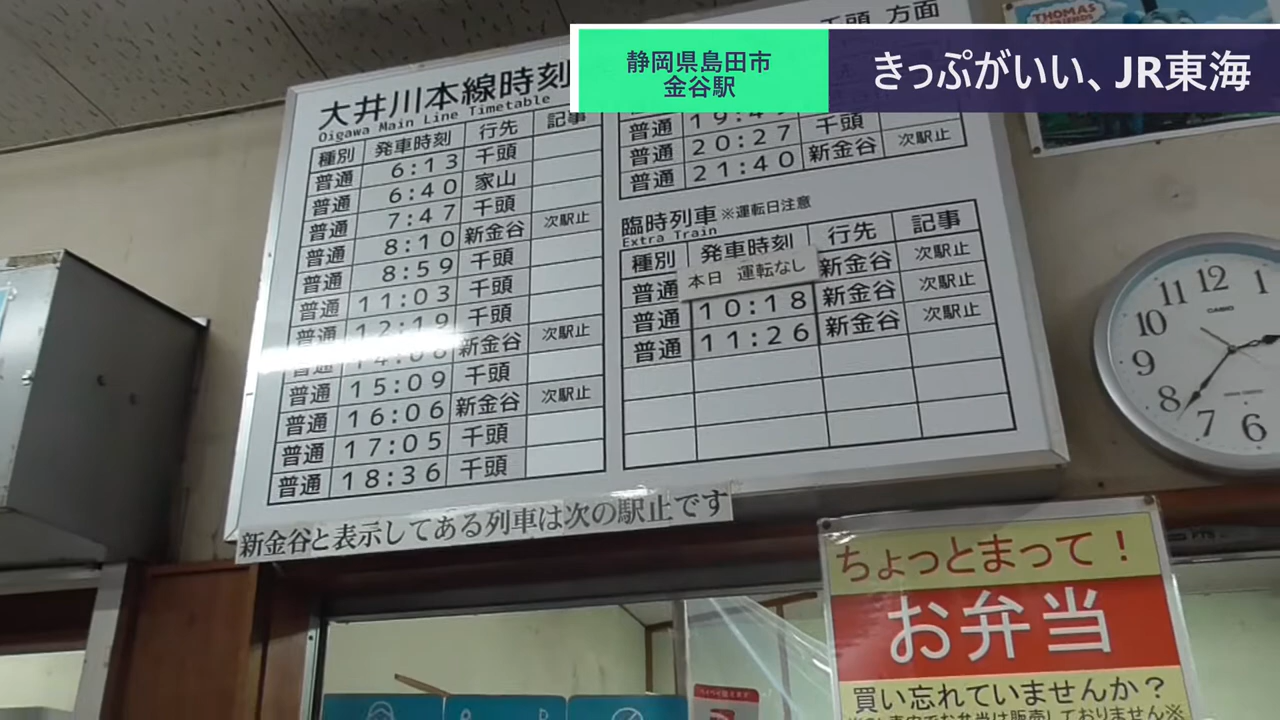 静岡県島田市
金谷駅
きっぷがいい、JR東海
THOMAS
大井川本線時刻
Oigawa Main Line Timetable
種別 発車時刻 行先 記事
普通 6:13 千頭
普通 6:40 家山
普通 7:47 千頭
普通 8:10 新金谷 次駅止
普通 8:59 千頭
普通 11:03 千頭
普通 12:19 千頭
普通 新金谷 次駅止
普通 15:09 千頭
普通 16:06 新金谷 次駅止
普通 17:05 千頭
普通 18:36 千頭
千頭 方面
普通 千頭
普通 20:27 千頭
普通 21:40 新金谷 次駅止
臨時列車 ※運転日注意
Extra Train
種別 発車時刻 行先 記事
普通 本日 運転なし 新金谷 次駅止
普通 10:18 新金谷 次駅止
普通 11:26 新金谷 次駅止
新金谷と表示してある列車は次の駅止です
11 12 1
10
9
8
7 6
CASIO
ちょっとまって！
お弁当
買い忘れていませんか？